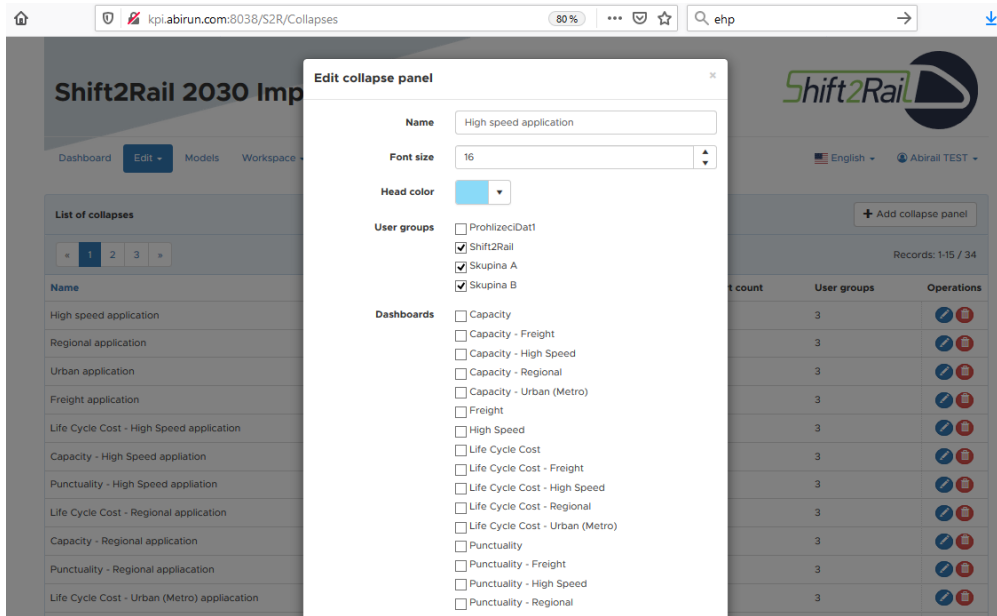 kpi.abirun.com:8038/S2R/Collapses
80%
ehp
Shift2Rail 2030 Imp
Shift2Rail
Dashboard
Edit
Models
Workspace
English
Abirail TEST
List of collapses
+ Add collapse panel
« 1 2 3 »
Records: 1-15 / 34
Name
t count
User groups
Operations
High speed application
3
Regional application
3
Urban application
3
Freight application
3
Life Cycle Cost - High Speed application
3
Capacity - High Speed appliation
3
Punctuality - High Speed appliation
3
Life Cycle Cost - Regional application
3
Capacity - Regional application
3
Punctuality - Regional appliacation
3
Life Cycle Cost - Urban (Metro) appliacation
3
Edit collapse panel
×
Name
High speed application
Font size
16
Head color
User groups
ProhlizeciDat1
Shift2Rail
Skupina A
Skupina B
Dashboards
Capacity
Capacity - Freight
Capacity - High Speed
Capacity - Regional
Capacity - Urban (Metro)
Freight
High Speed
Life Cycle Cost
Life Cycle Cost - Freight
Life Cycle Cost - High Speed
Life Cycle Cost - Regional
Life Cycle Cost - Urban (Metro)
Punctuality
Punctuality - Freight
Punctuality - High Speed
Punctuality - Regional